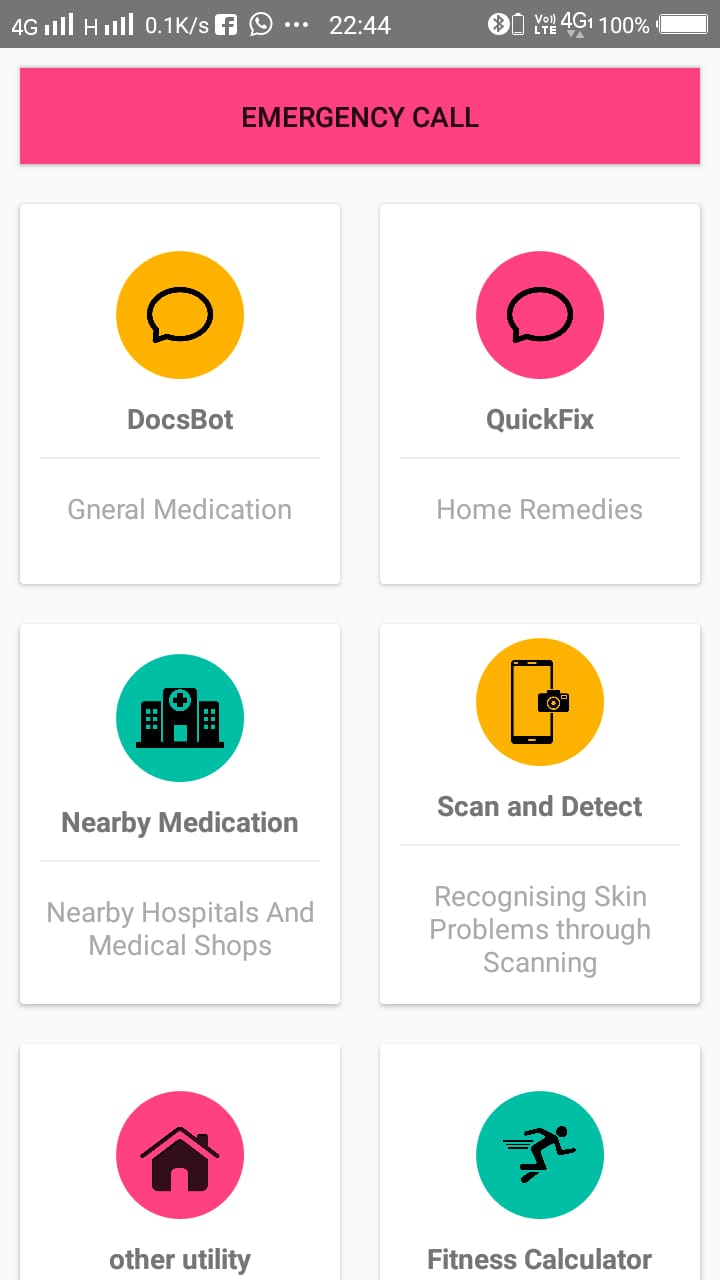 4G H 0.1K/s ... 22:44 Vo)) LTE 4G1 100%
EMERGENCY CALL
DocsBot
QuickFix
Gneral Medication
Home Remedies
Nearby Medication
Scan and Detect
Nearby Hospitals And
Medical Shops
Recognising Skin
Problems through
Scanning
other utility
Fitness Calculator